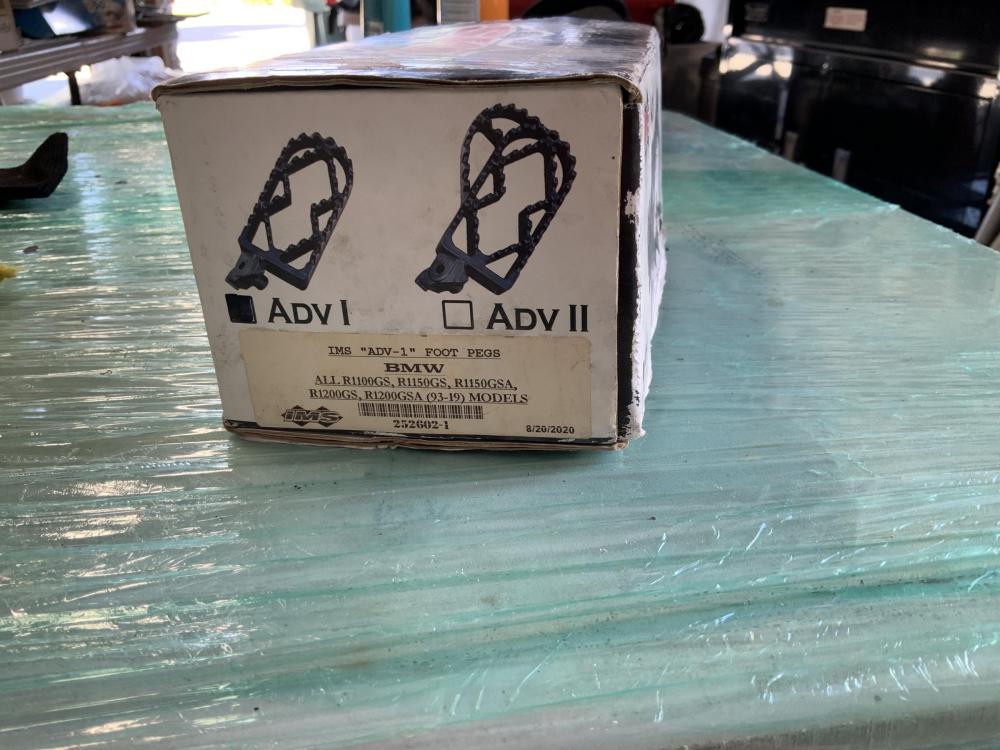 ADV I
ADV II
IMS "ADV-1" FOOT PEGS
BMW
ALL R1100GS, R1150GS, R1150GSA,
R1200GS, R1200GSA (93-19) MODELS
IMS
252602-1
8/20/2020